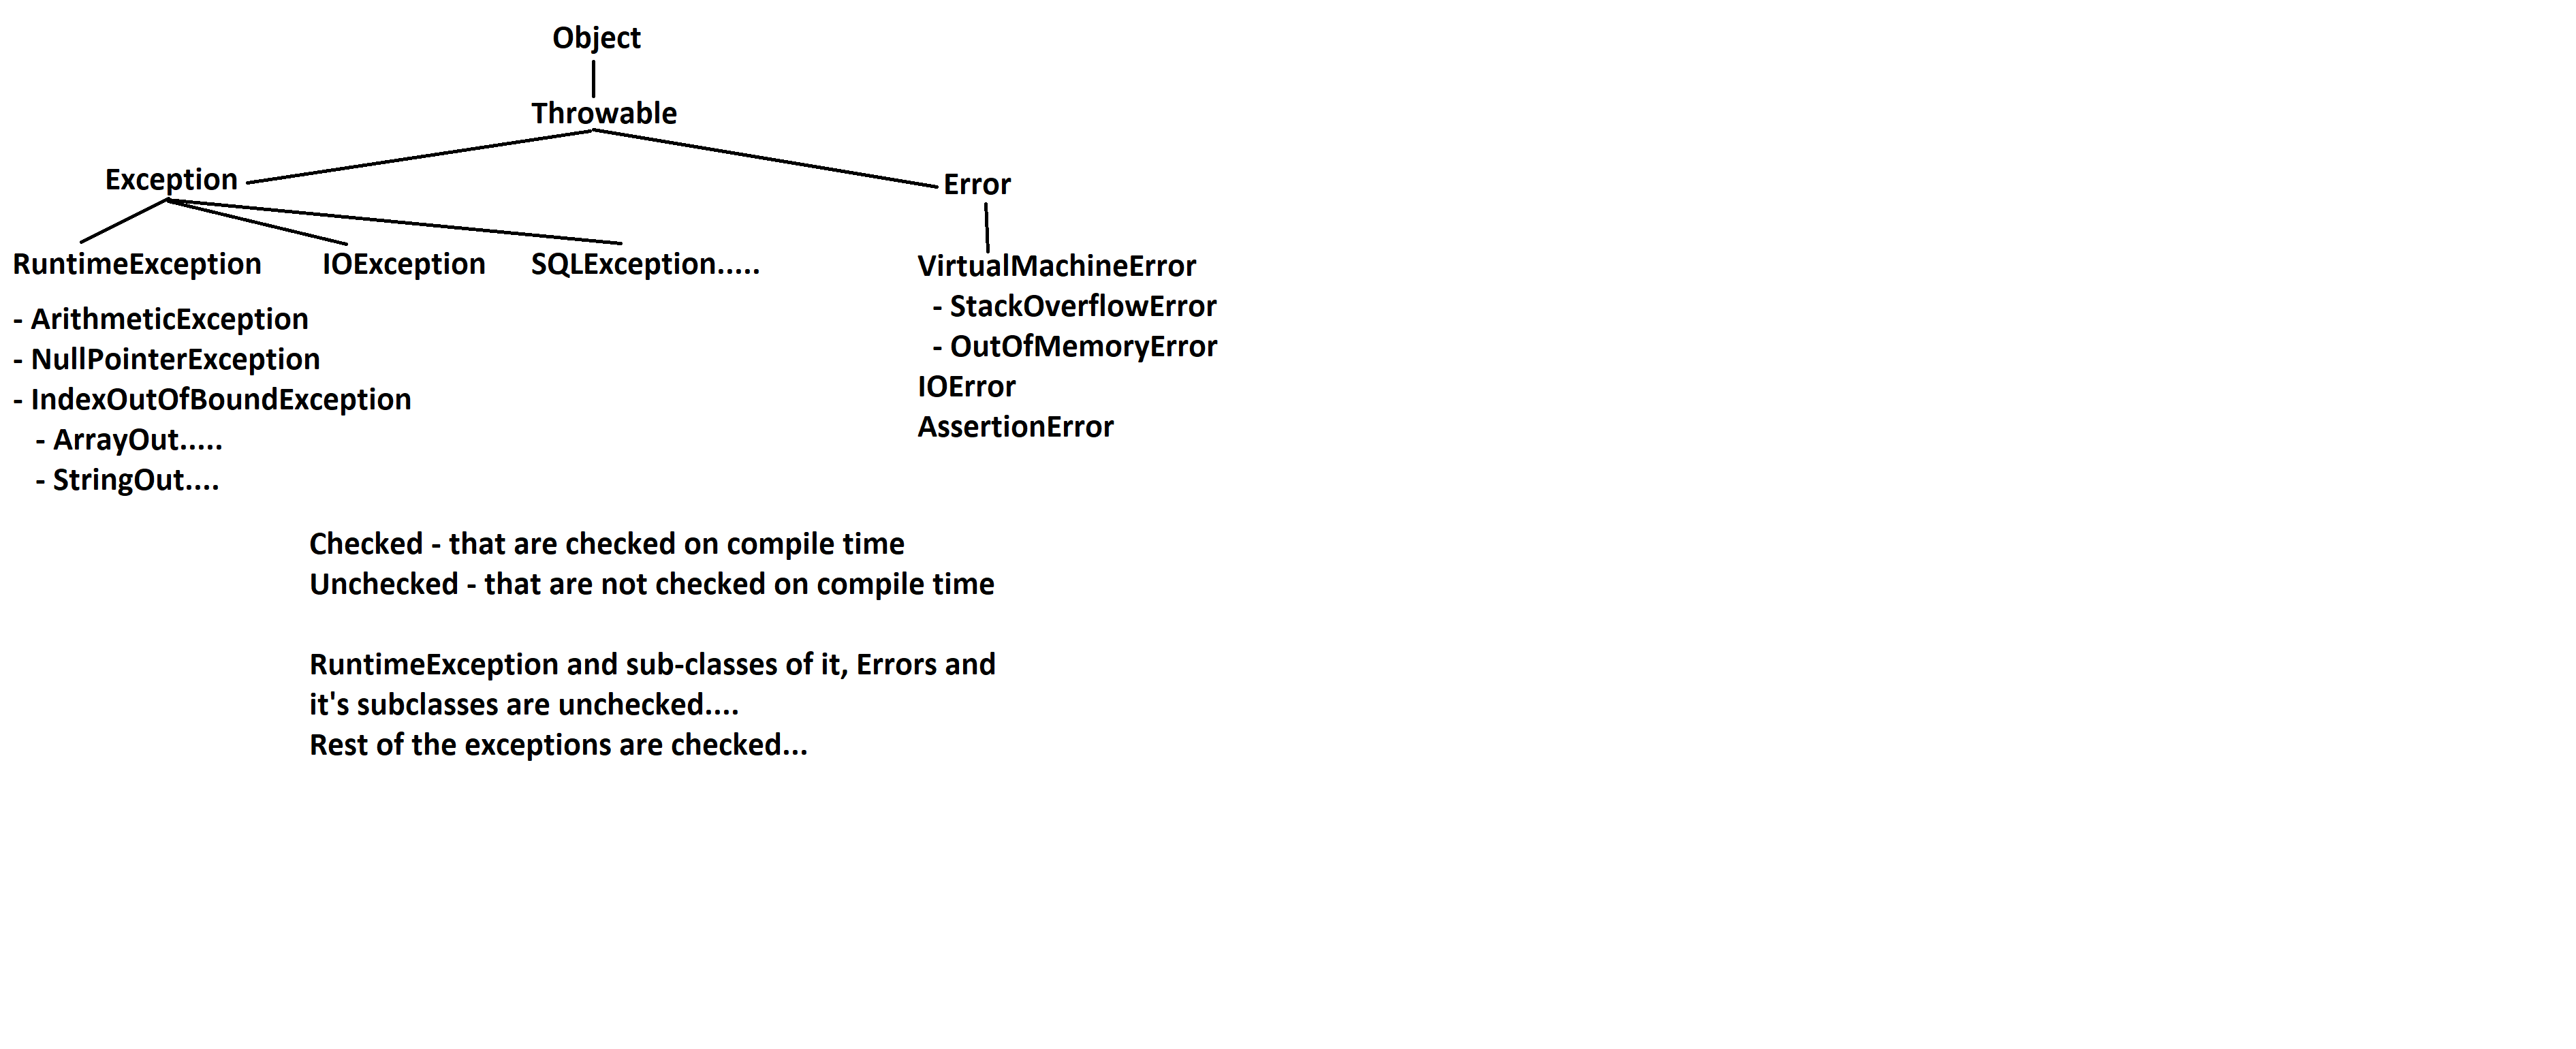 Object
Throwable
Exception
Error
RuntimeException
IOException
SQLException.....
VirtualMachineError
- StackOverflowError
- OutOfMemoryError
IOError
AssertionError
- ArithmeticException
- NullPointerException
- IndexOutOfBoundException
- ArrayOut.....
- StringOut....
Checked - that are checked on compile time
Unchecked - that are not checked on compile time
RuntimeException and sub-classes of it, Errors and
it's subclasses are unchecked....
Rest of the exceptions are checked...